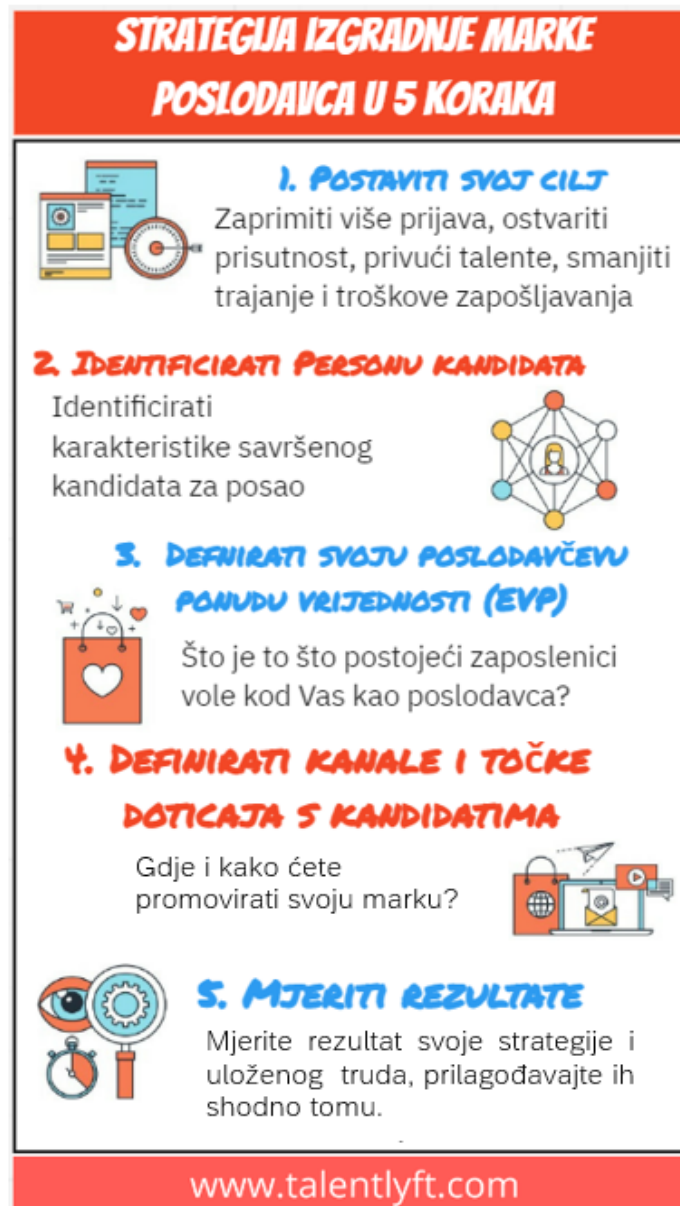 STRATEGIJA IZGRADNJE MARKE
POSLODAVCA U 5 KORAKA
1. POSTAVITI SVOJ CILJ
Zaprimiti više prijava, ostvariti
prisutnost, privući talente, smanjiti
trajanje i troškove zapošljavanja
2. IDENTIFICIRATI PERSONU KANDIDATA
Identificirati
karakteristike savršenog
kandidata za posao
3. DEFNIRATI SVOJU POSLODAVČEVU
PONUDU VRIJEDNOSTI (EVP)
Što je to što postojeći zaposlenici
vole kod Vas kao poslodavca?
4. DEFINIRATI KANALE I TOČKE
DOTICAJA S KANDIDATIMA
Gdje i kako ćete
promovirati svoju marku?
5. MJERITI REZULTATE
Mjerite rezultat svoje strategije i
uloženog truda, prilagođavajte ih
shodno tomu.
www.talentlyft.com